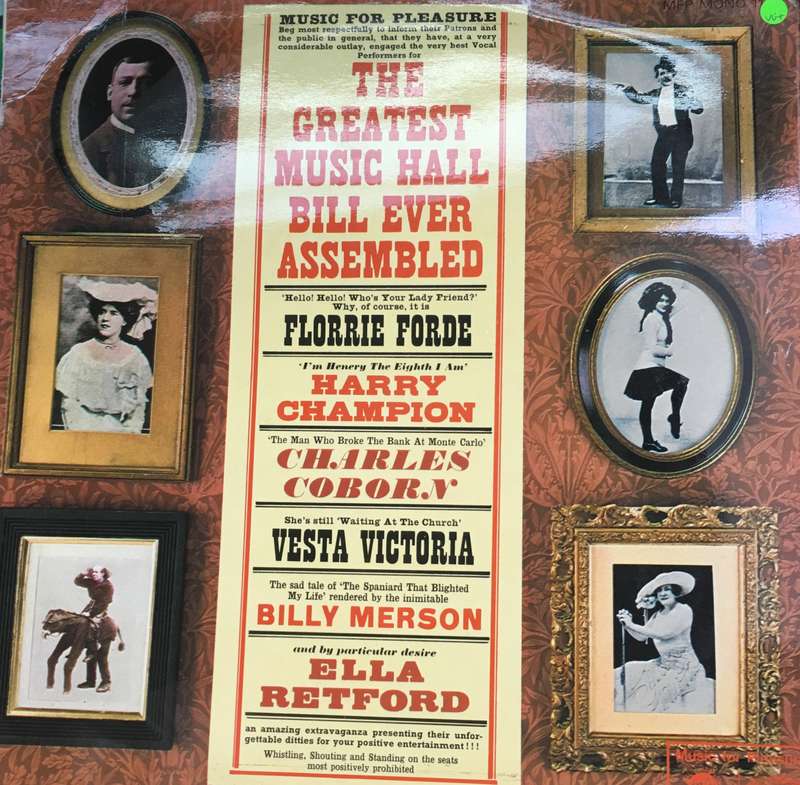 MFP MONO
MUSIC FOR PLEASURE
Beg most respectfully to inform their Patrons and
the public in general, that they have, at a very
considerable outlay, engaged the very best Vocal
Performers for
THE
GREATEST
MUSIC HALL
BILL EVER
ASSEMBLED
'Hello! Hello! Who's Your Lady Friend?'
Why, of course, it is
FLORRIE FORDE
'I'm Henery The Eighth I Am'
HARRY
CHAMPION
'The Man Who Broke The Bank At Monte Carlo'
CHARLES
COBORN
She's still 'Waiting At The Church'
VESTA VICTORIA
The sad tale of 'The Spaniard That Blighted
My Life' rendered by the inimitable
BILLY MERSON
and by particular desire
ELLA
RETFORD
an amazing extravaganza presenting their unfor-
gettable ditties for your positive entertainment!!!
Whistling, Shouting and Standing on the seats
most positively prohibited
Music for Pleasure